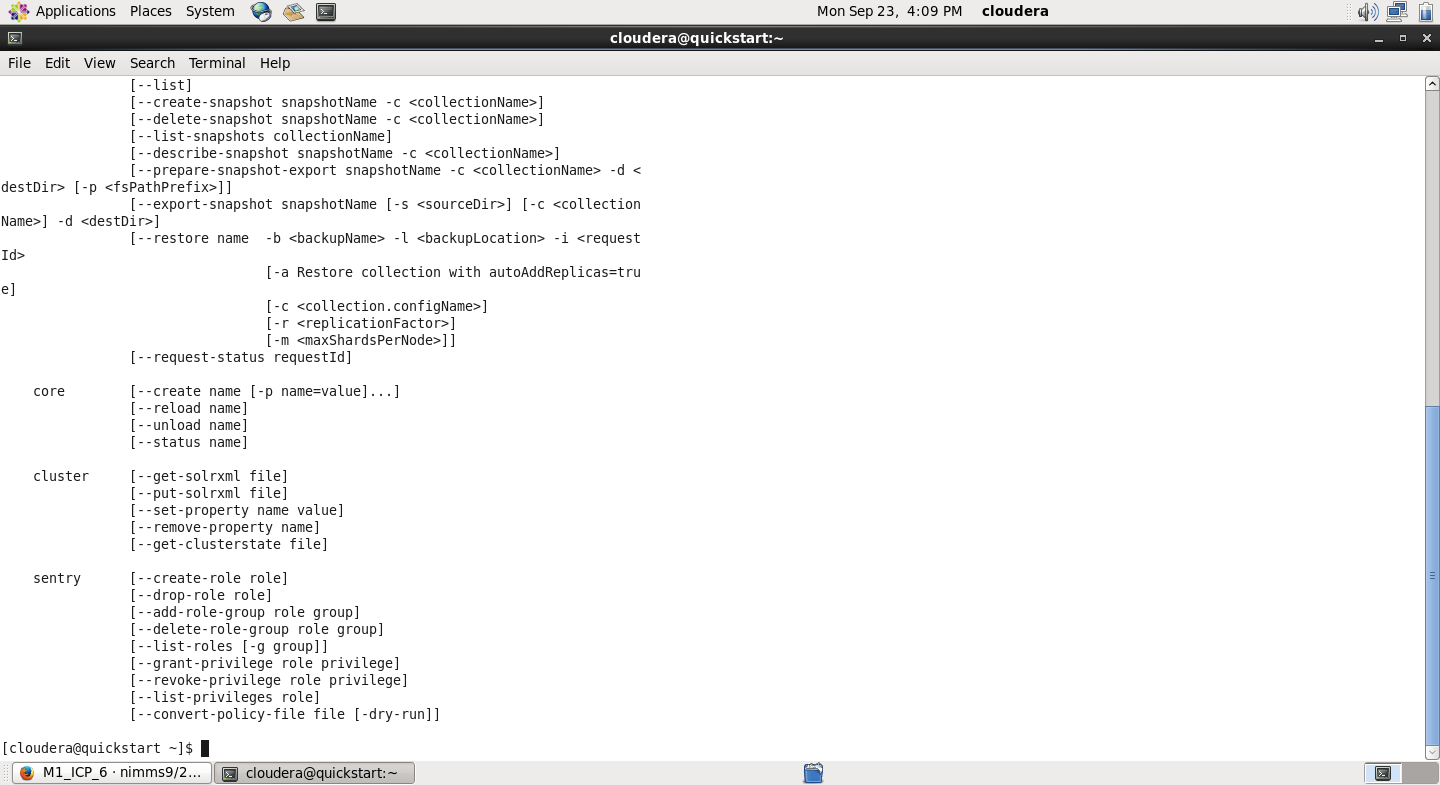 Applications Places System Mon Sep 23, 4:09 PM cloudera
cloudera@quickstart:~
File Edit View Search Terminal Help
[--list]
[--create-snapshot snapshotName -c <collectionName>]
[--delete-snapshot snapshotName -c <collectionName>]
[--list-snapshots collectionName]
[--describe-snapshot snapshotName -c <collectionName>]
[--prepare-snapshot-export snapshotName -c <collectionName> -d <
destDir> [-p <fsPathPrefix>]]
[--export-snapshot snapshotName [-s <sourceDir>] [-c <collection
Name>] -d <destDir>]
[--restore name  -b <backupName> -l <backupLocation> -i <request
Id>
[-a Restore collection with autoAddReplicas=tru
e]
[-c <collection.configName>]
[-r <replicationFactor>]
[-m <maxShardsPerNode>]]
[--request-status requestId]
core [--create name [-p name=value]...]
[--reload name]
[--unload name]
[--status name]
cluster [--get-solrxml file]
[--put-solrxml file]
[--set-property name value]
[--remove-property name]
[--get-clusterstate file]
sentry [--create-role role]
[--drop-role role]
[--add-role-group role group]
[--delete-role-group role group]
[--list-roles [-g group]]
[--grant-privilege role privilege]
[--revoke-privilege role privilege]
[--list-privileges role]
[--convert-policy-file file [-dry-run]]
[cloudera@quickstart ~]$
M1_ICP_6 · nimms9/2... cloudera@quickstart:~